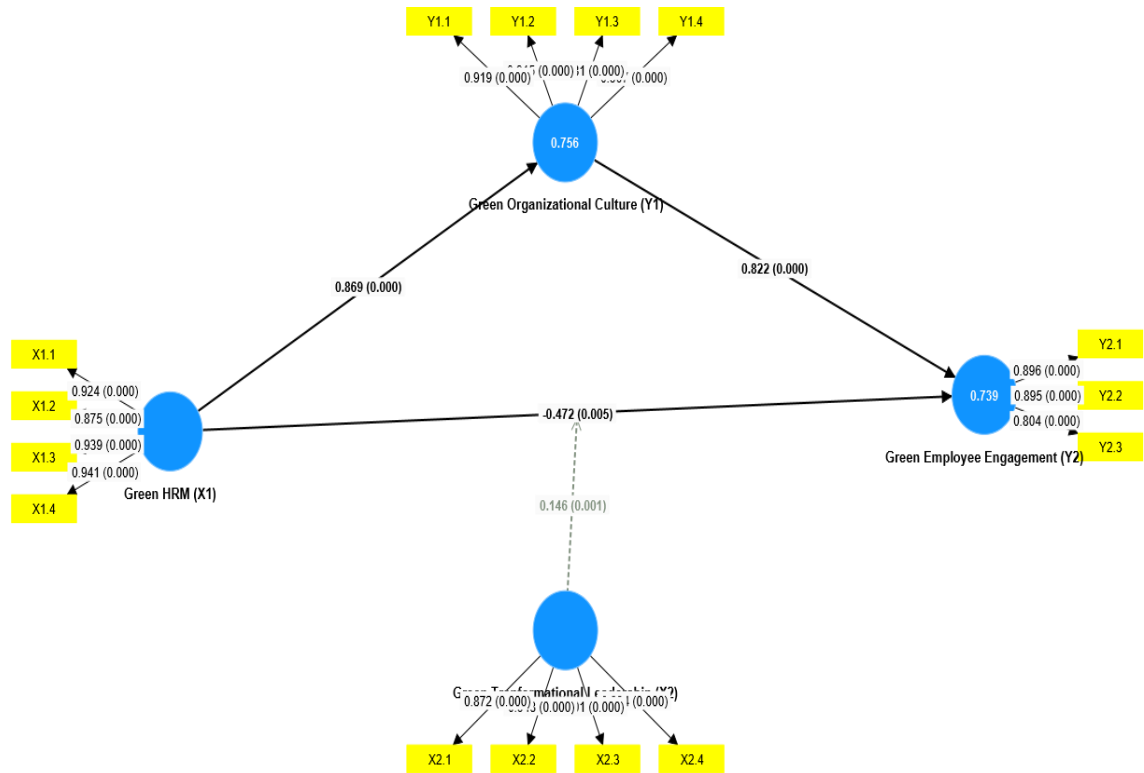 Y1.1
Y1.2
Y1.3
Y1.4
0.919 (0.000)
(0.000)
(0.000)
(0.000)
0.756
Green Organizational Culture (Y1)
0.869 (0.000)
0.822 (0.000)
X1.1
X1.2
X1.3
X1.4
0.924 (0.000)
0.875 (0.000)
0.939 (0.000)
0.941 (0.000)
Green HRM (X1)
-0.472 (0.005)
0.739
Y2.1
Y2.2
Y2.3
0.896 (0.000)
0.895 (0.000)
0.804 (0.000)
Green Employee Engagement (Y2)
0.146 (0.001)
Green (X2)
0.872 (0.000)
(0.000)
(0.000)
(0.000)
X2.1
X2.2
X2.3
X2.4